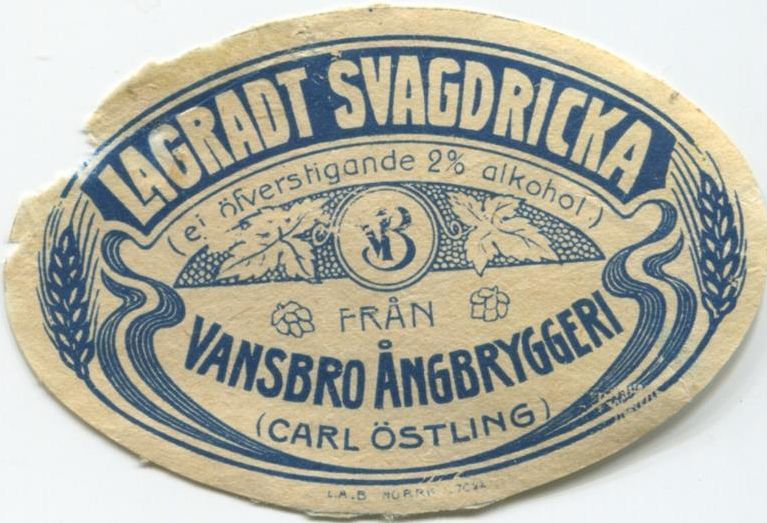 LAGRADT SVAGDRICKA
(ej öfverstigande 2% alkohol)
VB
FRÅN
VANSBRO ÅNGBRYGGERI
(CARL ÖSTLING)
L.M.B